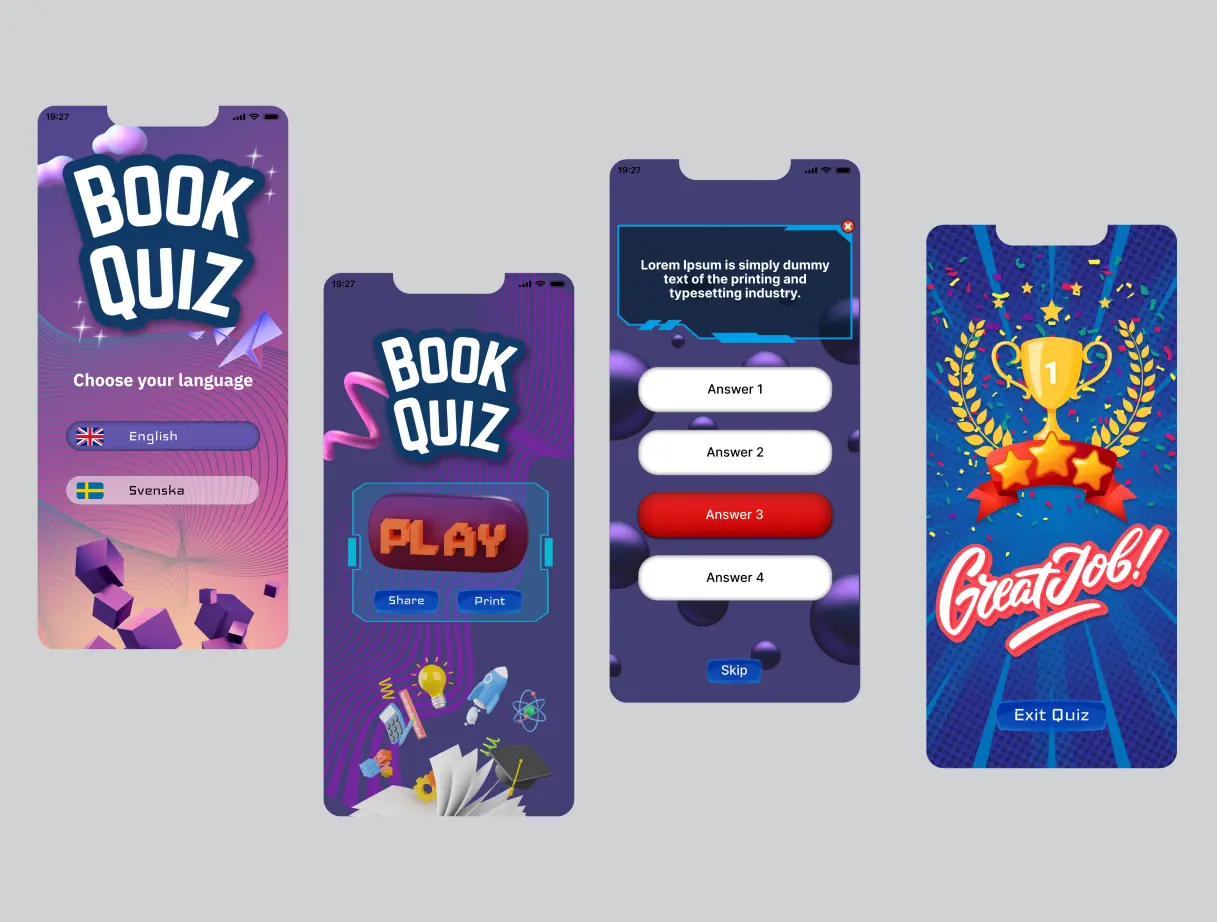 19:27
BOOK
QUIZ
Choose your language
English
Svenska
19:27
BOOK
QUIZ
PLAY
Share
Print
19:27
Lorem Ipsum is simply dummy
text of the printing and
typesetting industry.
Answer 1
Answer 2
Answer 3
Answer 4
Skip
1
Great Job!
Exit Quiz